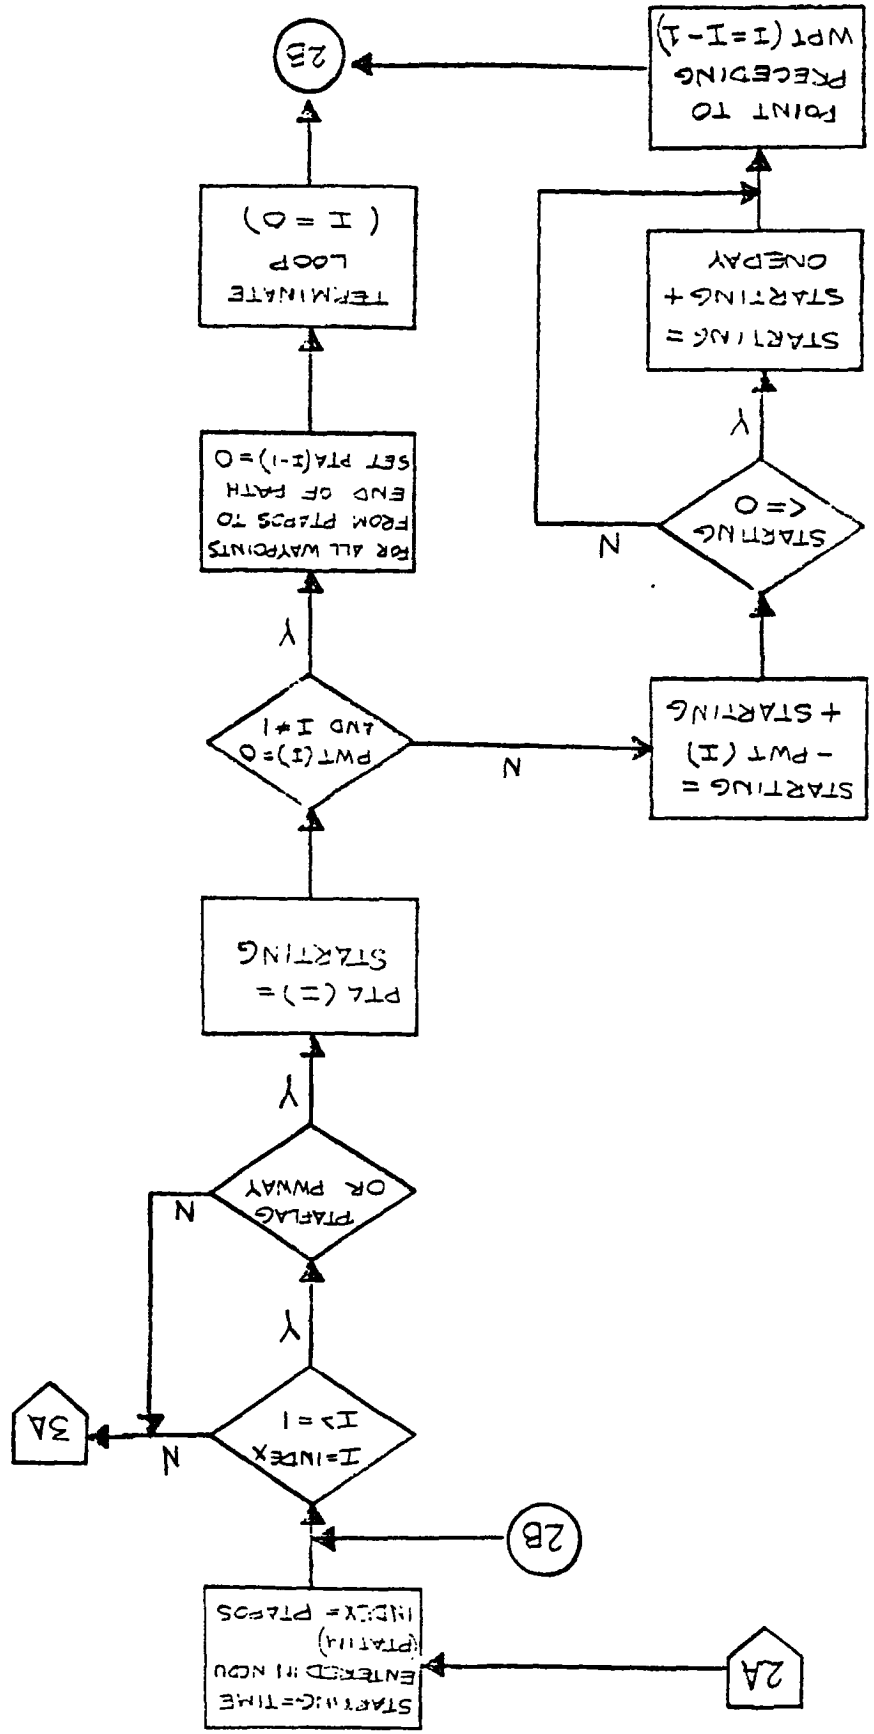 2A
STARTING=TIME
ENTERED IN NCDU
(PTATIM)
INDEX= PTAPOS
2B
I=INDEX
I>=1
N
3A
Y
PTAFLAG
OR PWWAY
N
Y
PTA(I)=
STARTING
PWT(I)=0
AND I≠1
N
Y
FOR ALL WAYPOINTS
FROM PTAPOS TO
END OF PATH
SET PTA(I-1)=0
TERMINATE
LOOP
(I=0)
2B
STARTING =
-PWT(I)
+STARTING
STARTING
<=0
N
Y
STARTING =
STARTING +
ONEDAY
POINT TO
PRECEDING
WPT(I=I-1)